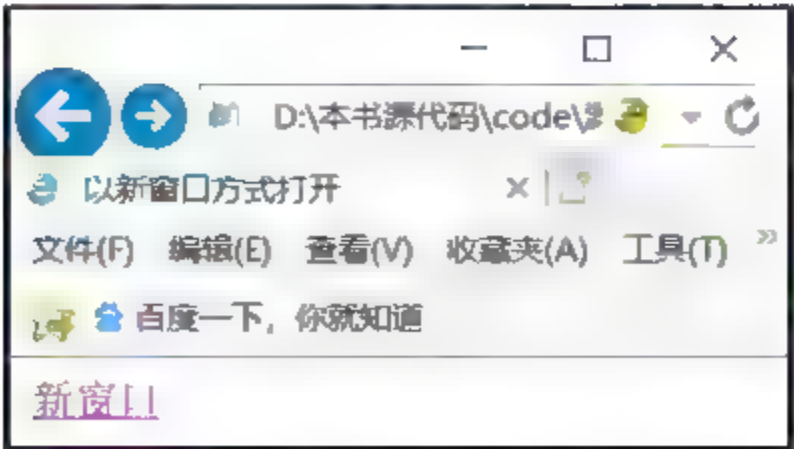 D:\本书源代码\code\
以新窗口方式打开
文件(F) 编辑(E) 查看(V) 收藏夹(A) 工具(T) »
百度一下，你就知道
新窗口